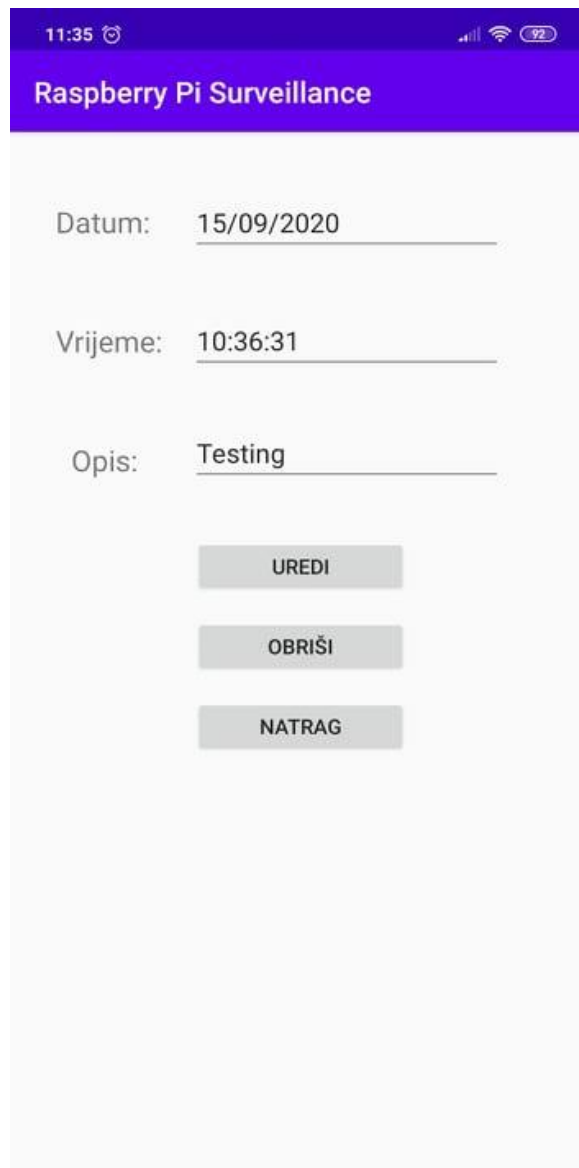 11:35
92
Raspberry Pi Surveillance
Datum: 15/09/2020
Vrijeme: 10:36:31
Opis: Testing
UREDI
OBRIŠI
NATRAG